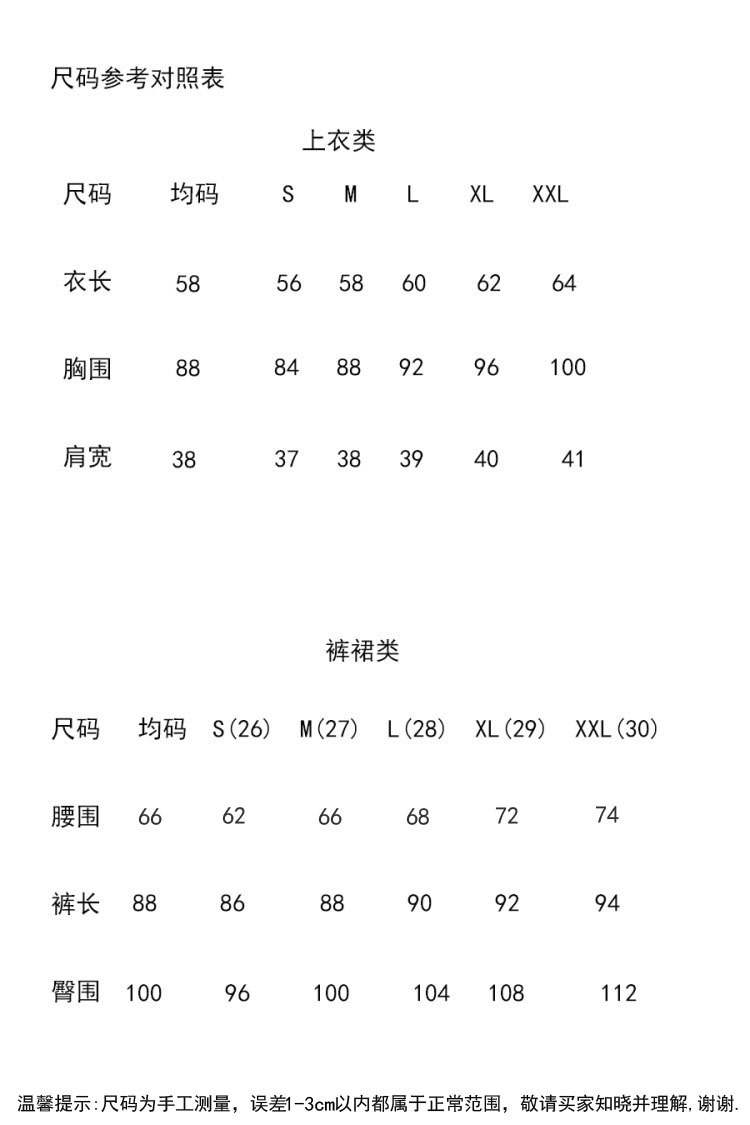 尺码参考对照表
上衣类
尺码 均码 S M L XL XXL
衣长 58 56 58 60 62 64
胸围 88 84 88 92 96 100
肩宽 38 37 38 39 40 41
裤裙类
尺码 均码 S(26) M(27) L(28) XL(29) XXL(30)
腰围 66 62 66 68 72 74
裤长 88 86 88 90 92 94
臀围 100 96 100 104 108 112
温馨提示:尺码为手工测量，误差1-3cm以内都属于正常范围，敬请买家知晓并理解,谢谢.